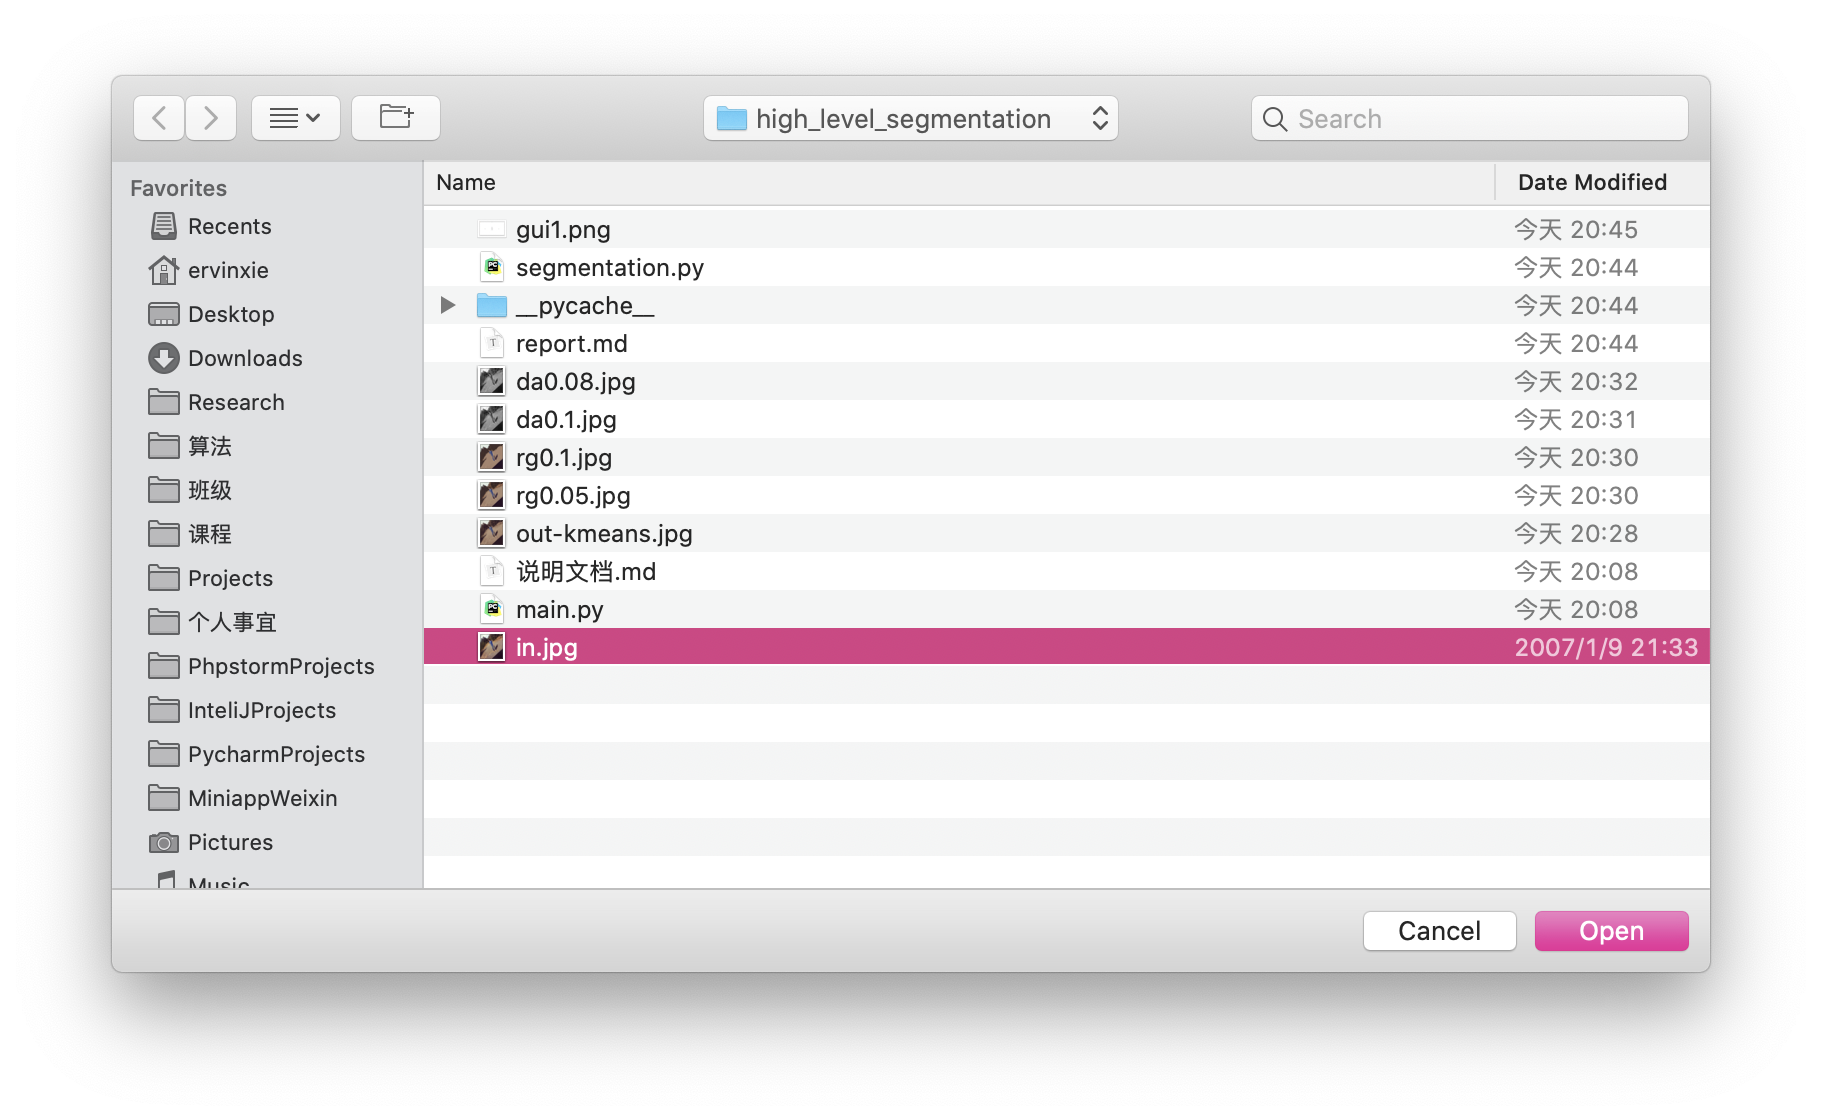 high_level_segmentation
Search
Favorites
Recents
ervinxie
Desktop
Downloads
Research
算法
班级
课程
Projects
个人事宜
PhpstormProjects
InteliJProjects
PycharmProjects
MiniappWeixin
Pictures
Music
Name Date Modified
gui1.png 今天 20:45
segmentation.py 今天 20:44
__pycache__ 今天 20:44
report.md 今天 20:44
da0.08.jpg 今天 20:32
da0.1.jpg 今天 20:31
rg0.1.jpg 今天 20:30
rg0.05.jpg 今天 20:30
out-kmeans.jpg 今天 20:28
说明文档.md 今天 20:08
main.py 今天 20:08
in.jpg 2007/1/9 21:33
Cancel Open